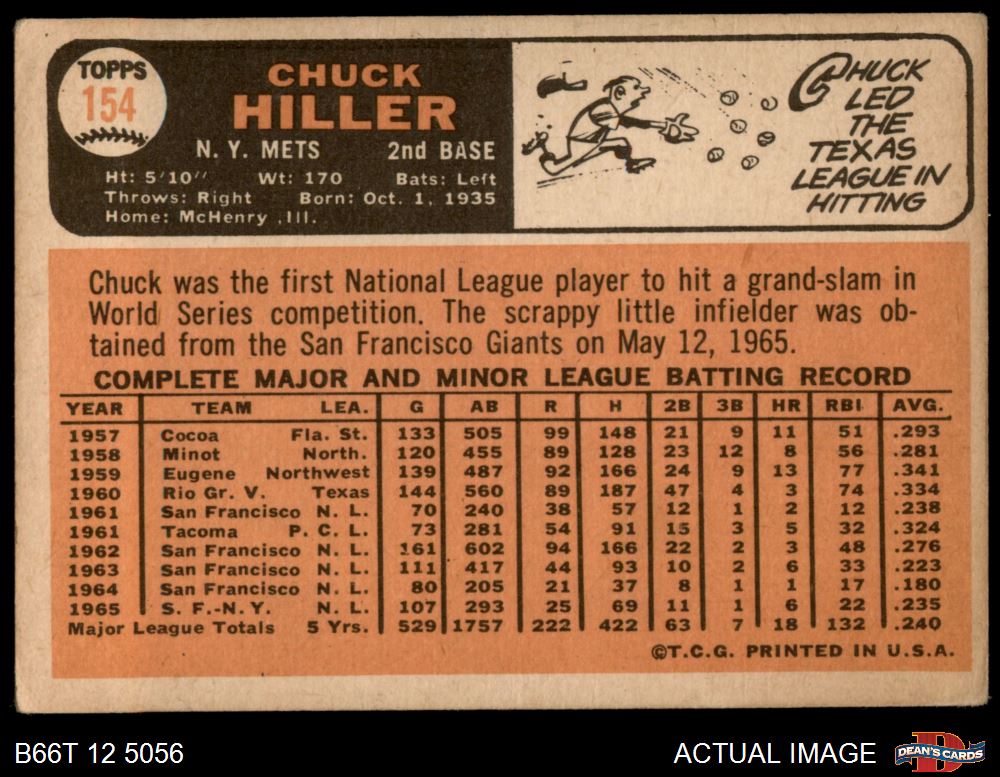 TOPPS
154
CHUCK
HILLER
N. Y. METS 2nd BASE
Ht: 5'10" Wt: 170 Bats: Left
Throws: Right Born: Oct. 1, 1935
Home: McHenry ,Ill.
CHUCK
LED
THE
TEXAS
LEAGUE IN
HITTING
Chuck was the first National League player to hit a grand-slam in
World Series competition. The scrappy little infielder was ob-
tained from the San Francisco Giants on May 12, 1965.
COMPLETE MAJOR AND MINOR LEAGUE BATTING RECORD
YEAR TEAM LEA. G AB R H 2B 3B HR RBI AVG.
1957 Cocoa Fla. St. 133 505 99 148 21 9 11 51 .293
1958 Minot North. 120 455 89 128 23 12 8 56 .281
1959 Eugene Northwest 139 487 92 166 24 9 13 77 .341
1960 Rio Gr. V. Texas 144 560 89 187 47 4 3 74 .334
1961 San Francisco N. L. 70 240 38 57 12 1 2 12 .238
1961 Tacoma P. C. L. 73 281 54 91 15 3 5 32 .324
1962 San Francisco N. L. 161 602 94 166 22 2 3 48 .276
1963 San Francisco N. L. 111 417 44 93 10 2 6 33 .223
1964 San Francisco N. L. 80 205 21 37 8 1 1 17 .180
1965 S. F.-N. Y. N. L. 107 293 25 69 11 1 6 22 .235
Major League Totals 5 Yrs. 529 1757 222 422 63 7 18 132 .240
©T.C.G. PRINTED IN U.S.A.
B66T 12 5056 ACTUAL IMAGE DEAN'S CARDS